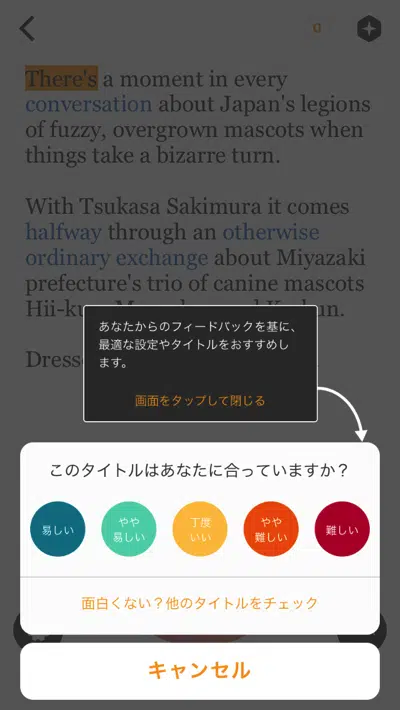 There's a moment in every
conversation about Japan's legions
of fuzzy, overgrown mascots when
things take a bizarre turn.
With Tsukasa Sakimura it comes
halfway through an otherwise
ordinary exchange about Miyazaki
prefecture's trio of canine mascots
あなたからのフィードバックを基に、
最適な設定やタイトルをおすすめし
ます。
画面をタップして閉じる
このタイトルはあなたに合っていますか？
易しい
やや
易しい
丁度
いい
やや
難しい
難しい
面白くない？他のタイトルをチェック
キャンセル